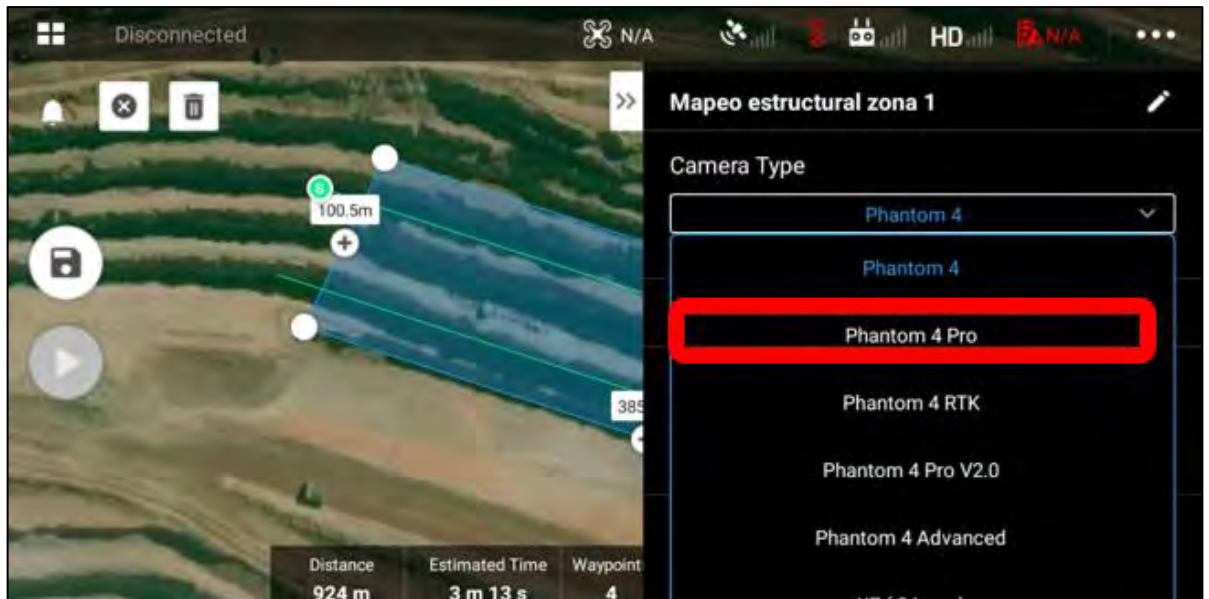 Disconnected
N/A
HD
N/A
Mapeo estructural zona 1
Camera Type
Phantom 4
Phantom 4
Phantom 4 Pro
Phantom 4 RTK
Phantom 4 Pro V2.0
Phantom 4 Advanced
S
100.5m
385
Distance
Estimated Time
Waypoint
924 m
3 m 13 s
4